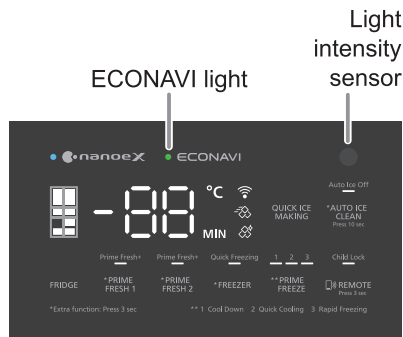 Light
intensity
sensor
ECONAVI light
nanoeX
ECONAVI
Auto Ice Off
-88 °C
MIN
QUICK ICE
MAKING
*AUTO ICE
CLEAN
Press 10 sec
Prime Fresh+ Prime Fresh+ Quick Freezing 1 2 3 Child Lock
FRIDGE
*PRIME
FRESH 1
*PRIME
FRESH 2
*FREEZER
**PRIME
FREEZE
REMOTE
Press 3 sec
*Extra function: Press 3 sec
** 1 Cool Down 2 Quick Cooling 3 Rapid Freezing